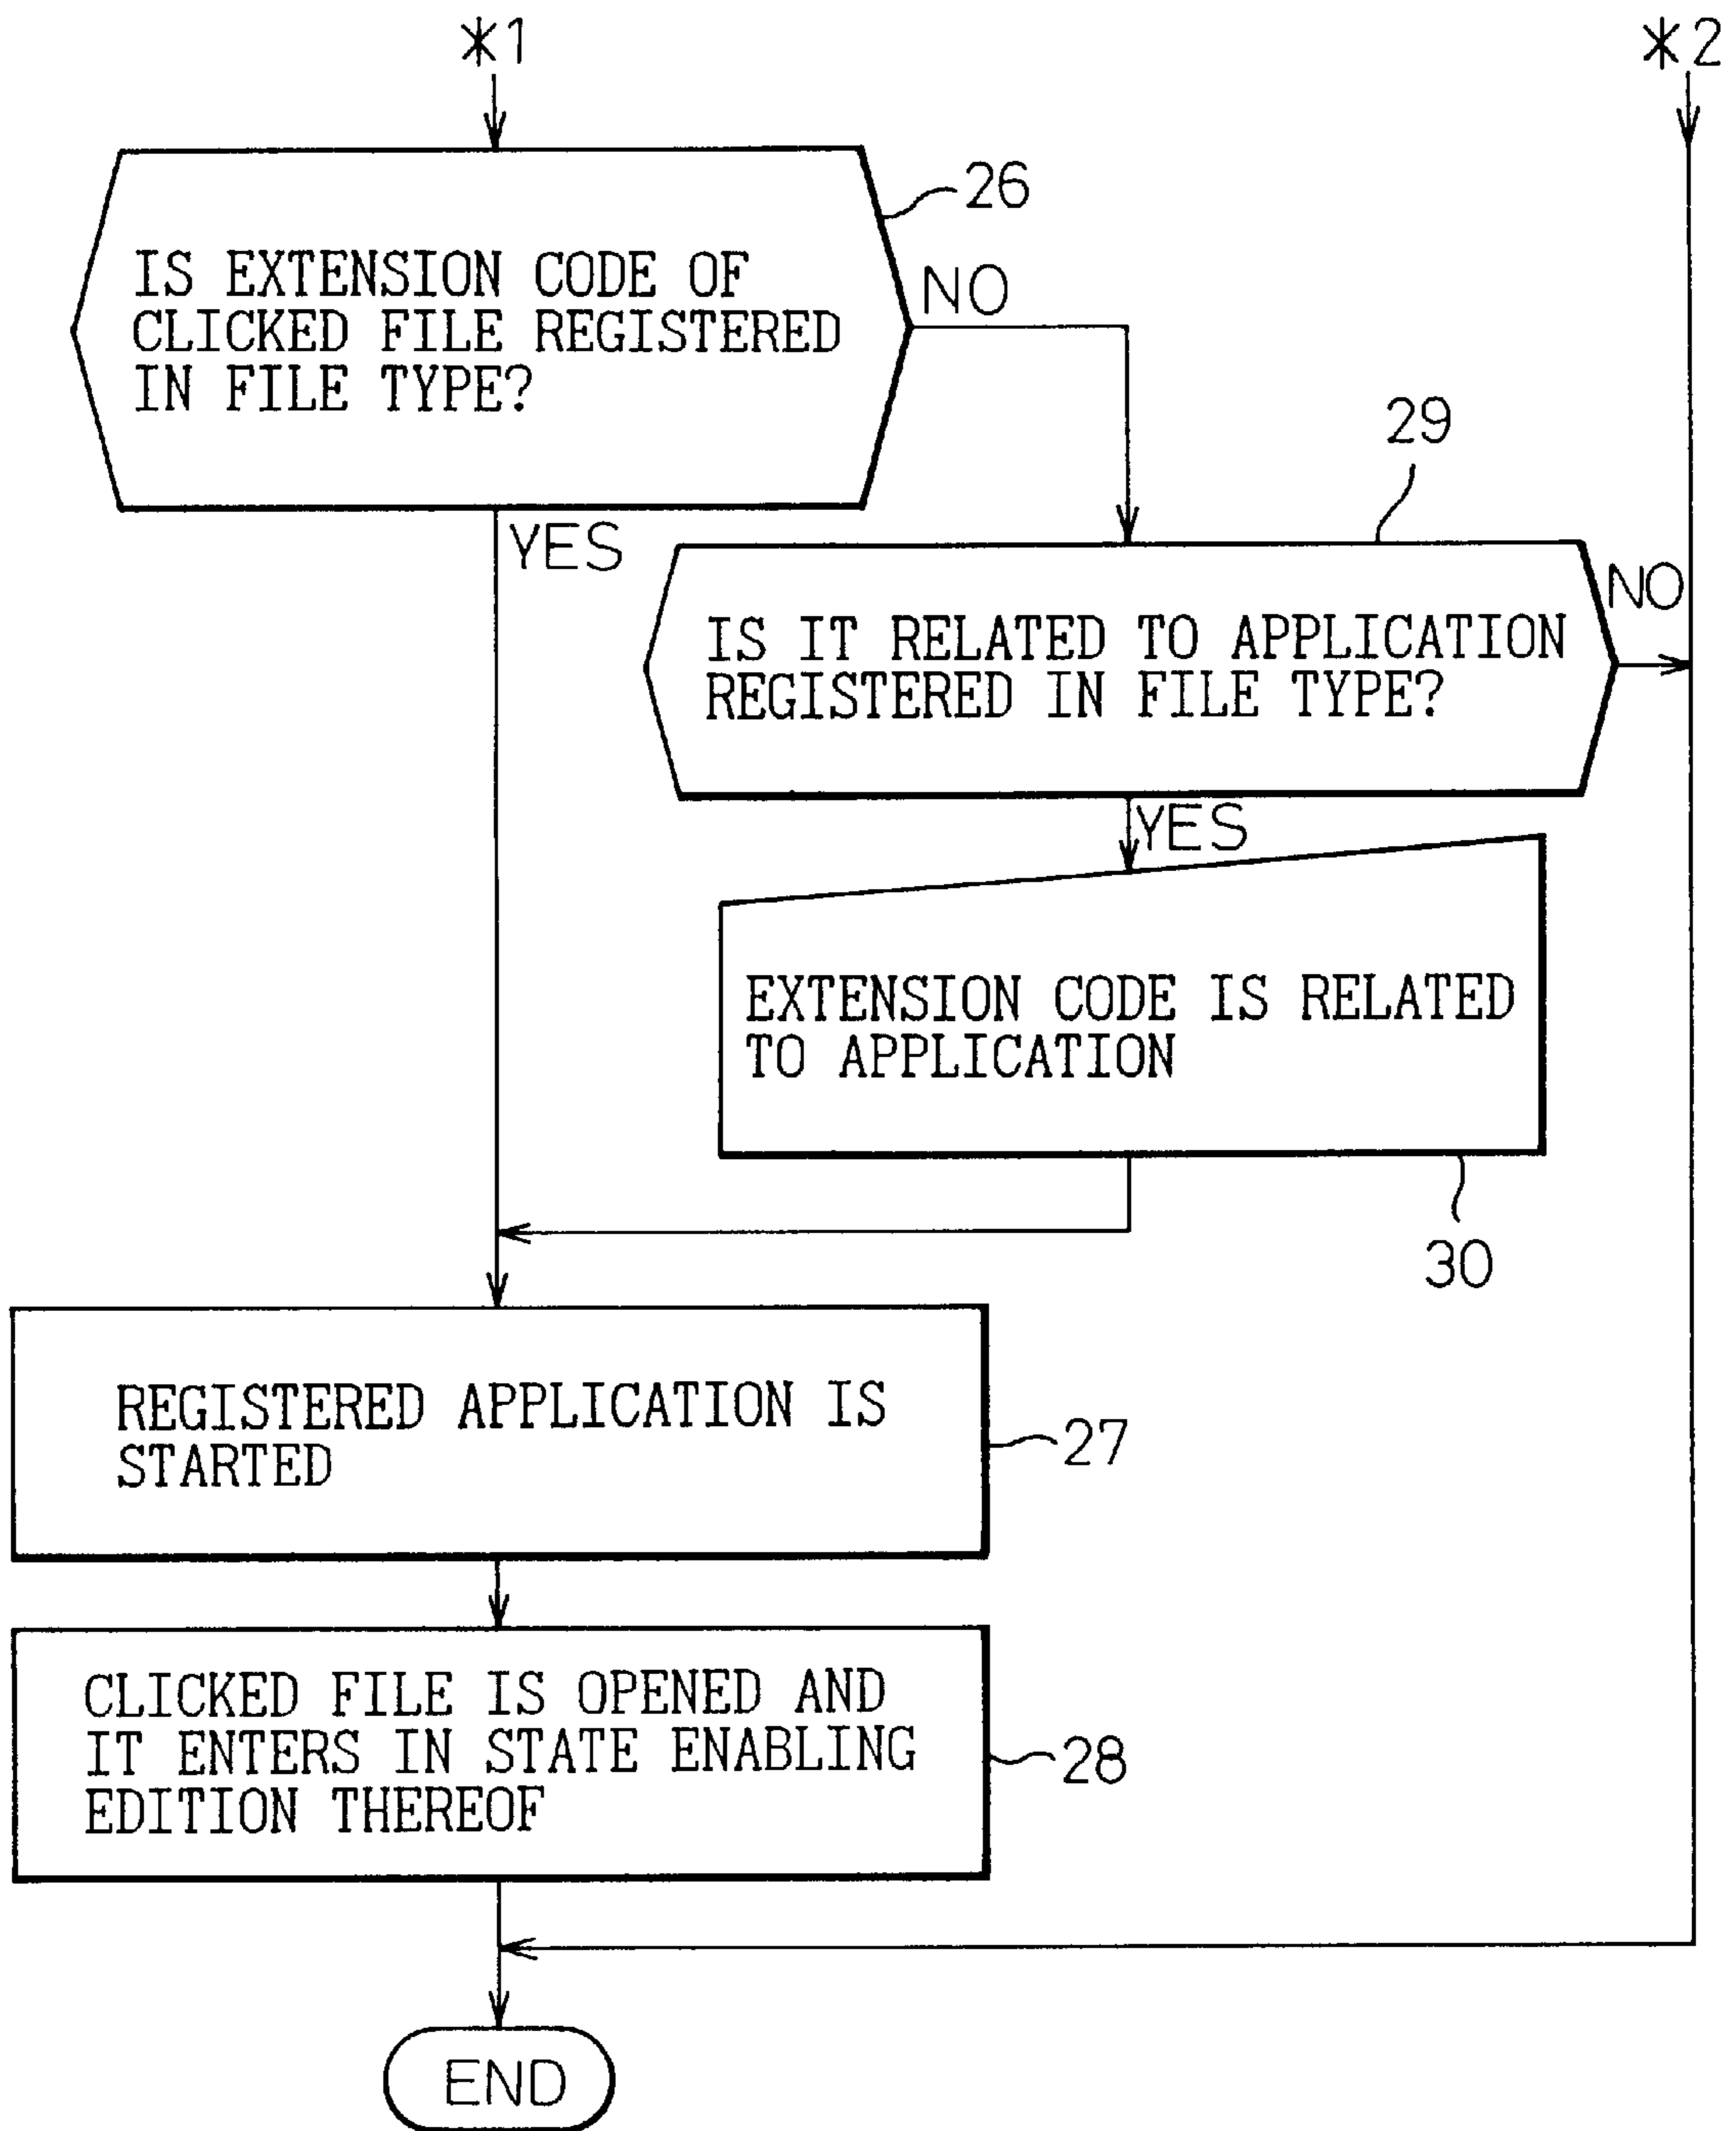 *1
*2
26
IS EXTENSION CODE OF
CLICKED FILE REGISTERED
IN FILE TYPE?
NO
YES
29
IS IT RELATED TO APPLICATION
REGISTERED IN FILE TYPE?
NO
YES
EXTENSION CODE IS RELATED
TO APPLICATION
30
REGISTERED APPLICATION IS
STARTED
27
CLICKED FILE IS OPENED AND
IT ENTERS IN STATE ENABLING
EDITION THEREOF
28
END